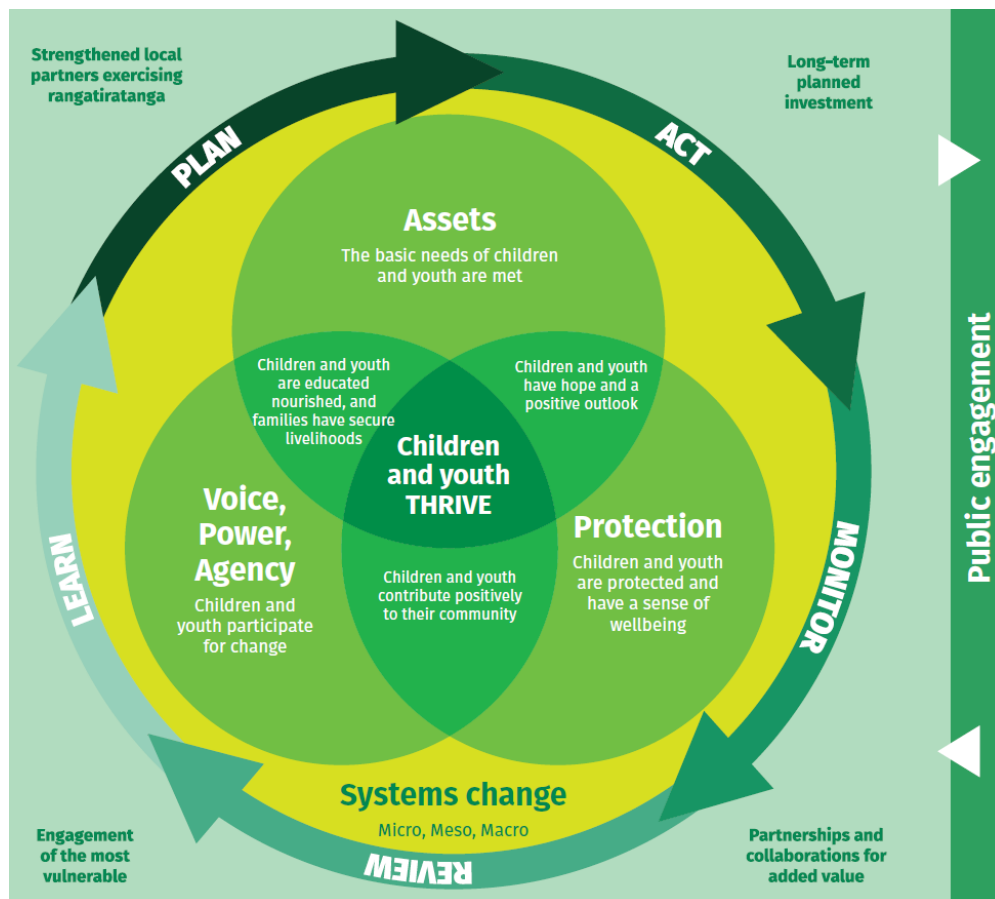 Strengthened local
partners exercising
rangatiratanga
Long-term
planned
investment
PLAN
ACT
Assets
The basic needs of children
and youth are met
Children and youth
are educated
nourished, and
families have secure
livelihoods
Children and youth
have hope and a
positive outlook
Children
and youth
THRIVE
Voice,
Power,
Agency
Children and
youth participate
for change
Protection
Children and youth
are protected and
have a sense of
wellbeing
Children and youth
contribute positively
to their community
LEARN
MONITOR
Systems change
Micro, Meso, Macro
REVIEW
Engagement
of the most
vulnerable
Partnerships and
collaborations for
added value
Public engagement